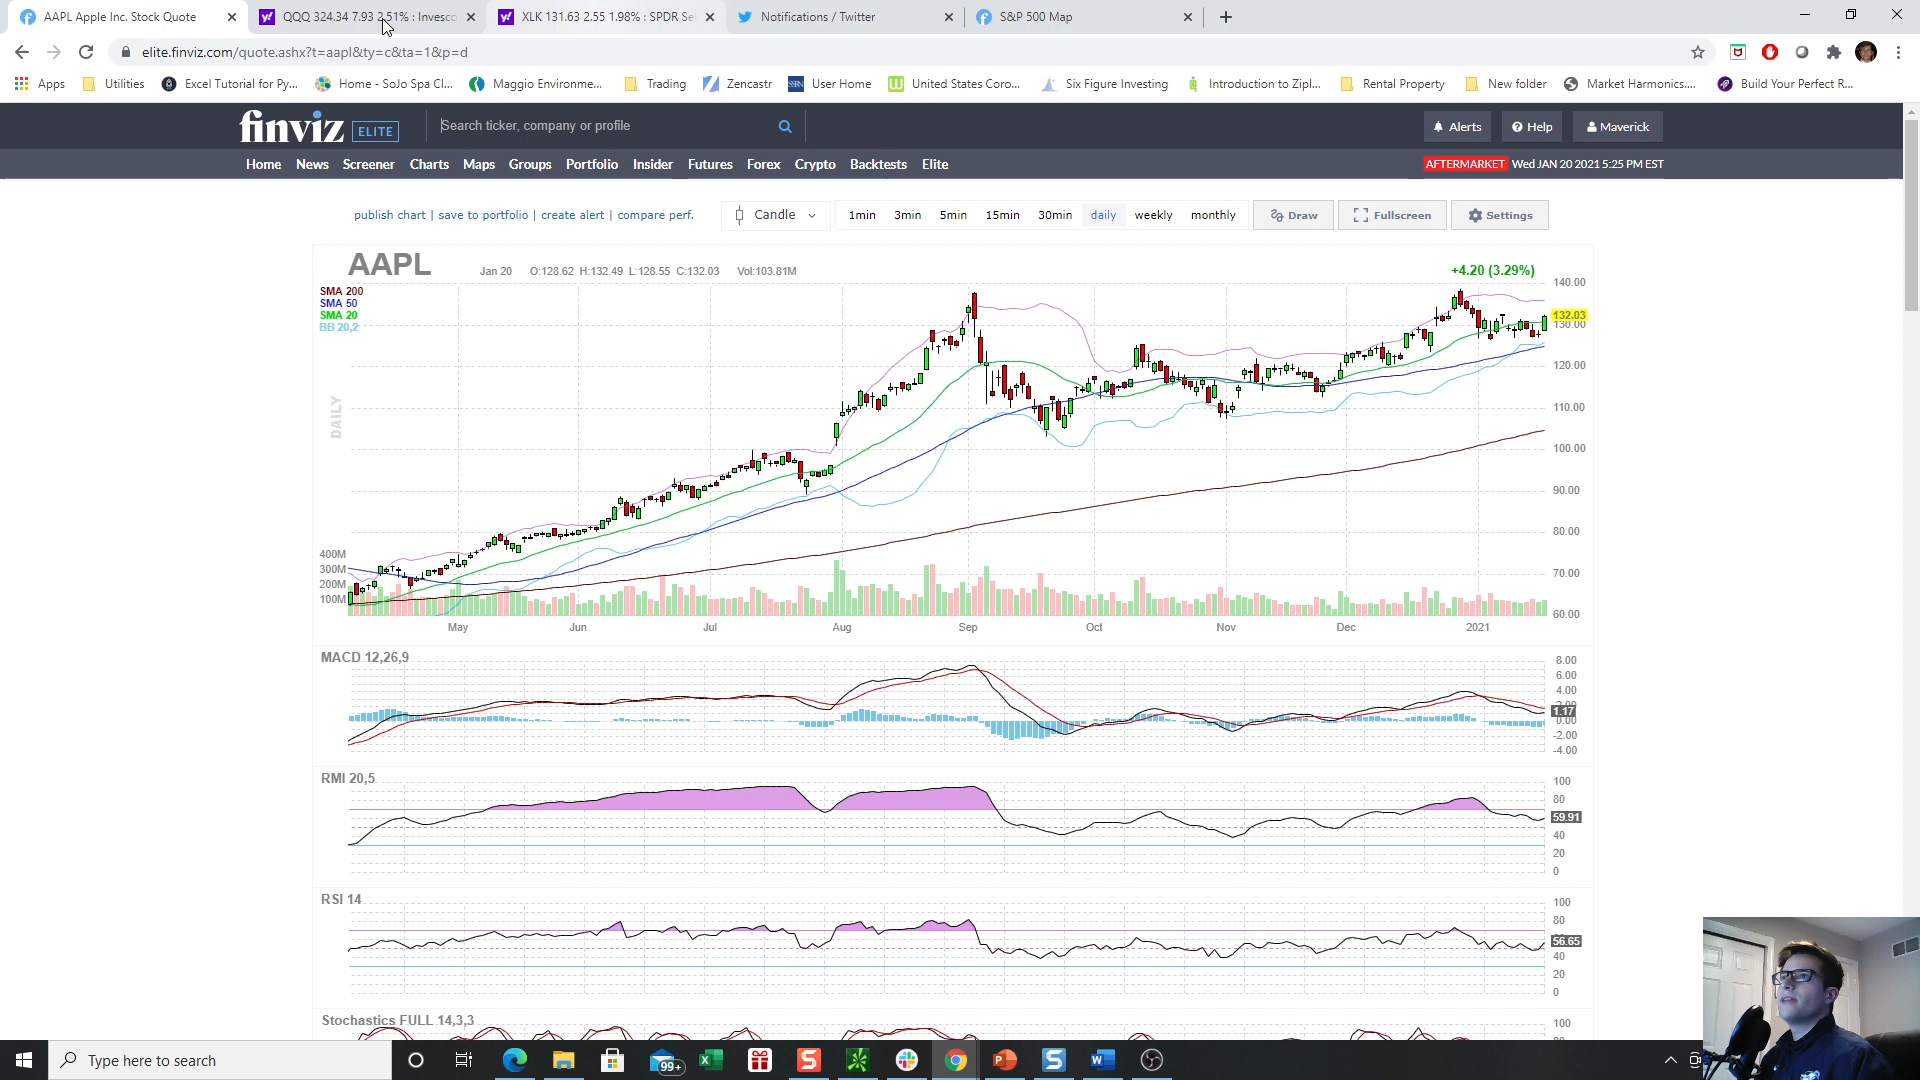 AAPL Apple Inc. Stock Quote
QQQ 324.34 7.93 2.51% : Invesco
XLK 131.63 2.55 1.98% : SPDR Se
Notifications / Twitter
S&P 500 Map
elite.finviz.com/quote.ashx?t=aapl&ty=c&ta=1&p=d
Apps
Utilities
Excel Tutorial for Py...
Home - SoJo Spa Cl...
Maggio Environme...
Trading
Zencastr
User Home
United States Coro...
Six Figure Investing
Introduction to Zipl...
Rental Property
New folder
Market Harmonics....
Build Your Perfect R...
finviz ELITE
Search ticker, company or profile
Alerts
Help
Maverick
Home News Screener Charts Maps Groups Portfolio Insider Futures Forex Crypto Backtests Elite
AFTERMARKET Wed JAN 20 2021 5:25 PM EST
publish chart | save to portfolio | create alert | compare perf.
Candle
1min 3min 5min 15min 30min daily weekly monthly
Draw
Fullscreen
Settings
AAPL
Jan 20 O:128.62 H:132.49 L:128.55 C:132.03 Vol:103.81M
+4.20 (3.29%)
SMA 200
SMA 50
SMA 20
BB 20,2
DAILY
140.00
132.03
130.00
120.00
110.00
100.00
90.00
80.00
70.00
60.00
400M
300M
200M
100M
May Jun Jul Aug Sep Oct Nov Dec 2021
MACD 12,26,9
8.00
6.00
4.00
2.00
1.17
0.00
-2.00
-4.00
RMI 20,5
100
80
59.91
40
20
0
RSI 14
100
80
56.65
40
20
0
Stochastics FULL 14,3,3
100
Type here to search
99+